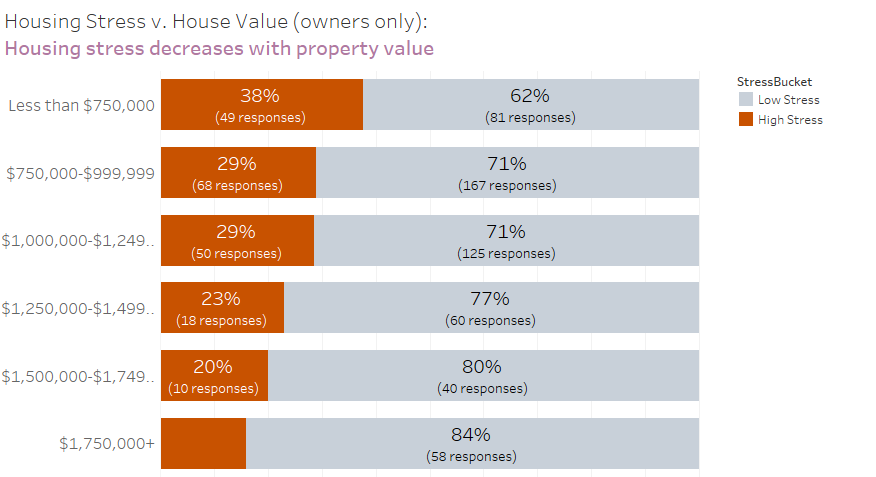 Housing Stress v. House Value (owners only):
Housing stress decreases with property value
StressBucket
Low Stress
High Stress
Less than $750,000
38%
(49 responses)
62%
(81 responses)
$750,000-$999,999
29%
(68 responses)
71%
(167 responses)
$1,000,000-$1,249..
29%
(50 responses)
71%
(125 responses)
$1,250,000-$1,499..
23%
(18 responses)
77%
(60 responses)
$1,500,000-$1,749..
20%
(10 responses)
80%
(40 responses)
$1,750,000+
84%
(58 responses)